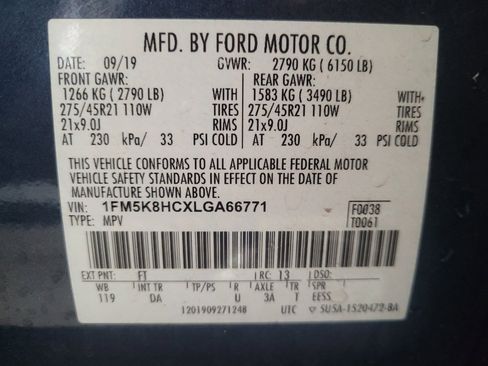 MFD. BY FORD MOTOR CO.
DATE: 09/19 GVWR: 2790 KG (6150 LB)
FRONT GAWR: REAR GAWR:
1266 KG (2790 LB) WITH 1583 KG (3490 LB) WITH
275/45R21 110W TIRES 275/45R21 110W TIRES
21x9.0J RIMS 21x9.0J RIMS
AT 230 kPa/ 33 PSI COLD AT 230 kPa/ 33 PSI COLD
THIS VEHICLE CONFORMS TO ALL APPLICABLE FEDERAL MOTOR
VEHICLE SAFETY STANDARDS IN EFFECT ON THE DATE OF
MANUFACTURE SHOWN ABOVE.
VIN: 1FM5K8HCXLGA66771 F0038
TYPE: MPV T0061
EXT PNT: FT RC: 13 DSO:
WB INT TR TP/PS R AXLE TR SPR
119 DA U 3A T EESS
1201909271248 UTC ▽ SU5A-1520472-BA